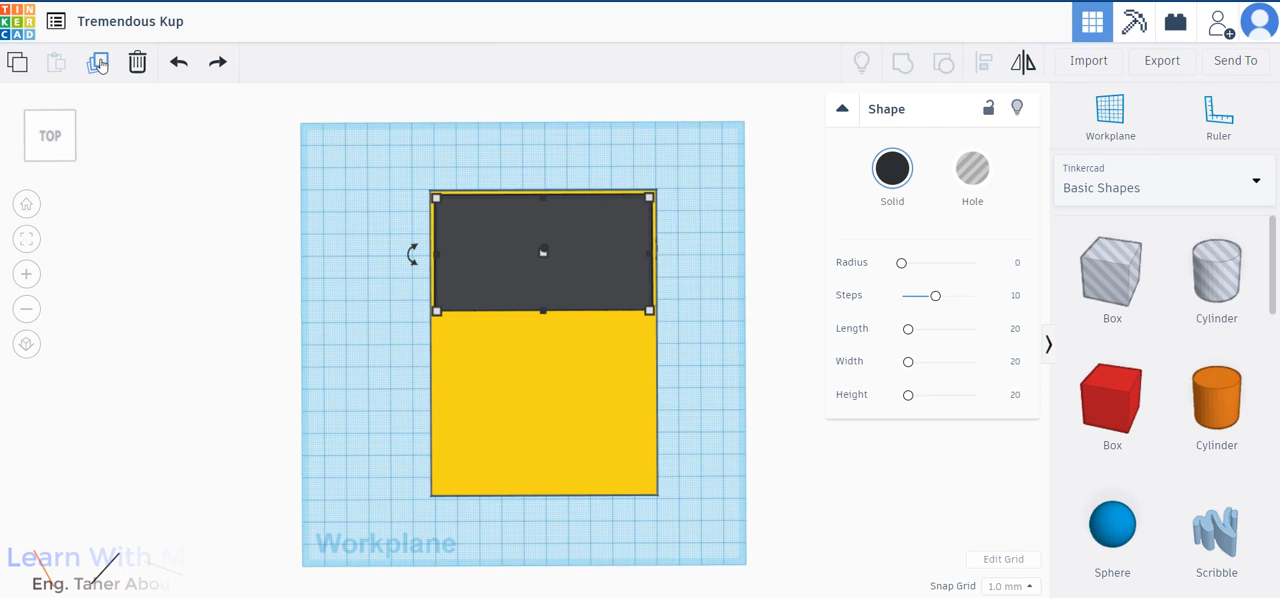 TIN
KER
CAD
Tremendous Kup
Import
Export
Send To
TOP
Shape
Solid
Hole
Radius 0
Steps 10
Length 20
Width 20
Height 20
Workplane
Ruler
Tinkercad
Basic Shapes
Box
Cylinder
Box
Cylinder
Sphere
Scribble
Workplane
Edit Grid
Snap Grid 1.0 mm
Learn With M
Eng. Taher Abou